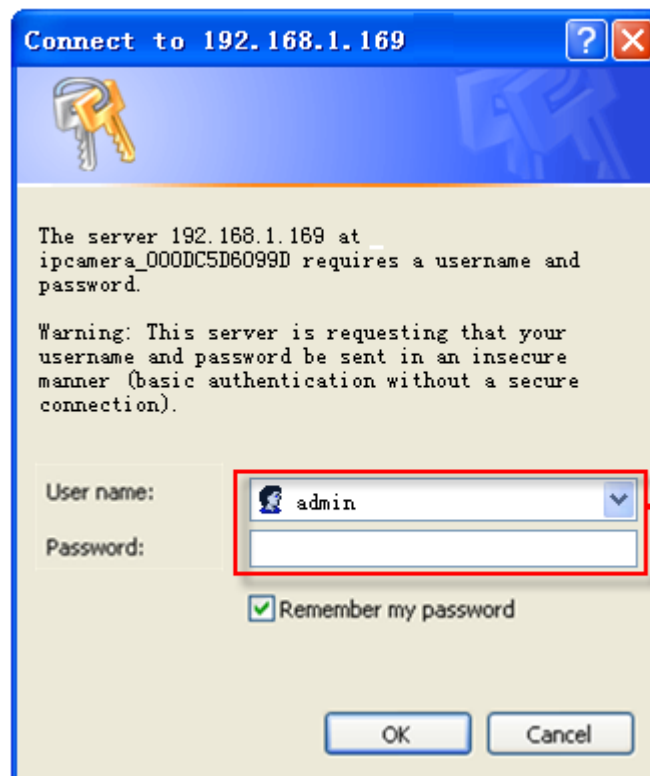 Connect to 192.168.1.169
The server 192.168.1.169 at
ipcamera_000DC5D6099D requires a username and
password.
Warning: This server is requesting that your
username and password be sent in an insecure
manner (basic authentication without a secure
connection).
User name:
admin
Password:
Remember my password
OK
Cancel